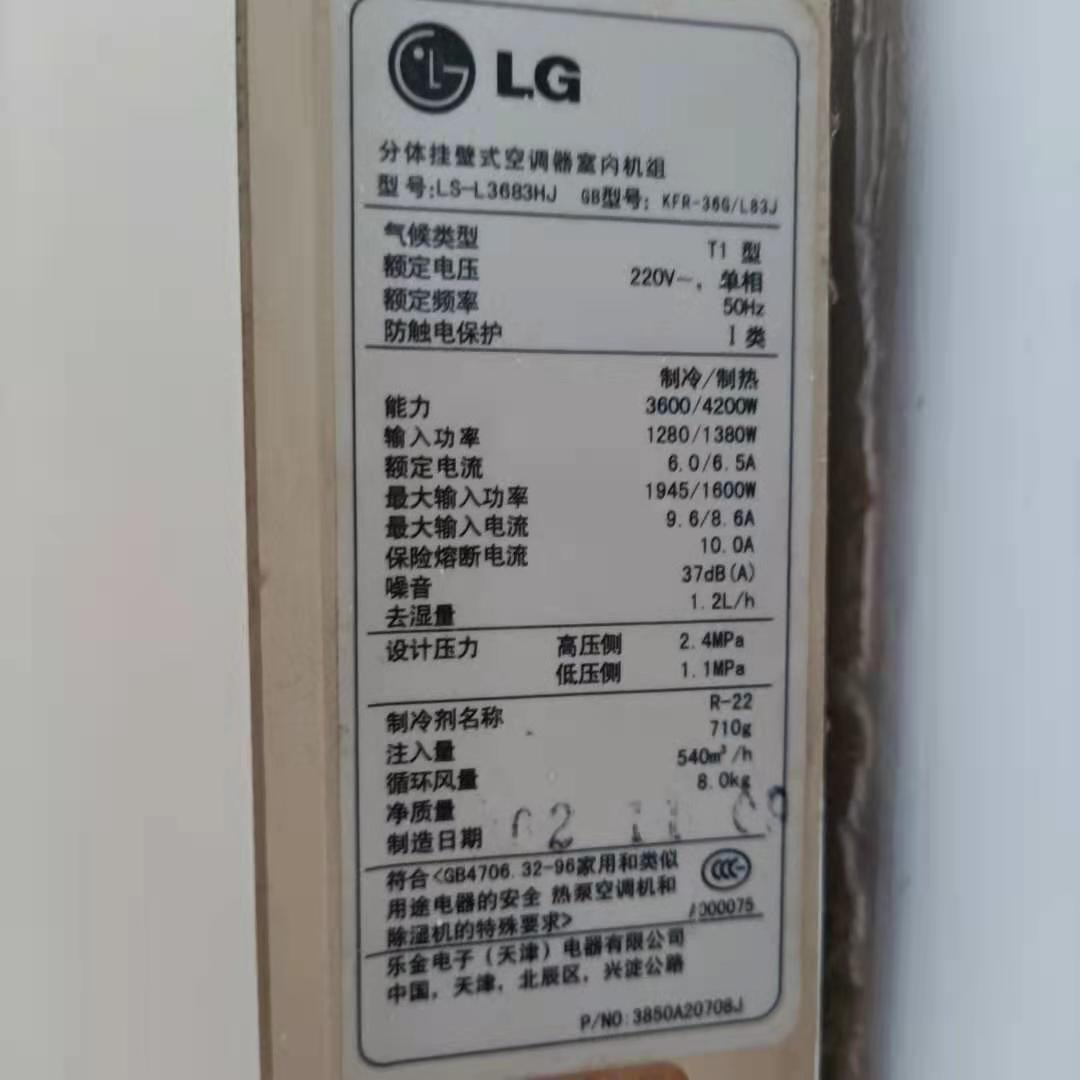 LG
分体挂壁式空调器室内机组
型号:LS-L3683HJ GB型号: KFR-36G/L83J
气候类型 T1 型
额定电压 220V~, 单相
额定频率 50Hz
防触电保护 I 类
制冷/制热
能力 3600/4200W
输入功率 1280/1380W
额定电流 6.0/6.5A
最大输入功率 1945/1600W
最大输入电流 9.6/8.6A
保险熔断电流 10.0A
噪音 37dB(A)
去湿量 1.2L/h
设计压力 高压侧 2.4MPa
低压侧 1.1MPa
制冷剂名称 R-22
注入量 710g
循环风量 540m³/h
净质量 8.0kg
制造日期
符合<GB4706.32-96家用和类似
用途电器的安全 热泵空调机和
除湿机的特殊要求>
CCC
000075
乐金电子(天津)电器有限公司
中国, 天津, 北辰区, 兴淀公路
P/NO:3850A20708J